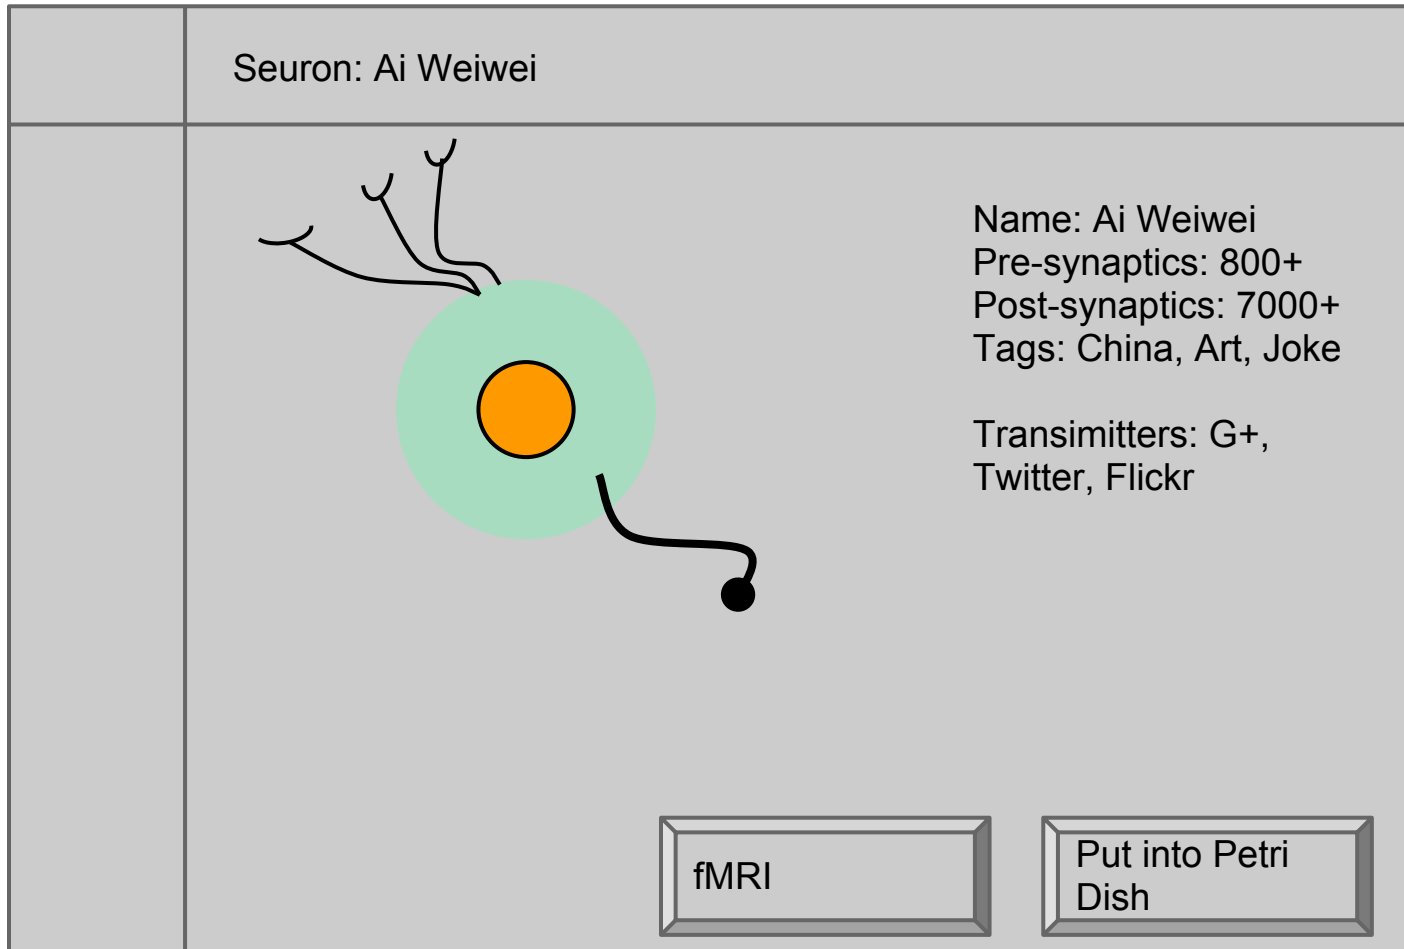 Seuron: Ai Weiwei
Name: Ai Weiwei
Pre-synaptics: 800+
Post-synaptics: 7000+
Tags: China, Art, Joke
Transimitters: G+,
Twitter, Flickr
fMRI
Put into Petri
Dish